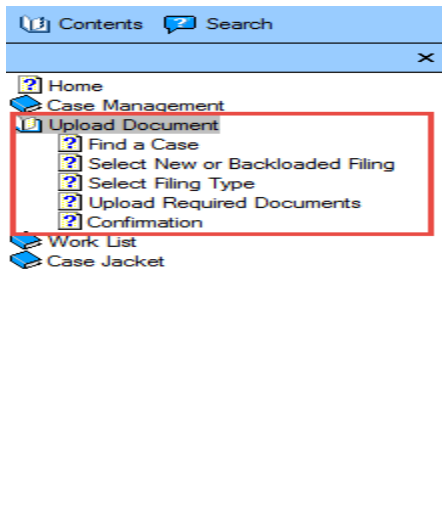 Contents Search
Home
Case Management
Upload Document
Find a Case
Select New or Backloaded Filing
Select Filing Type
Upload Required Documents
Confirmation
Work List
Case Jacket